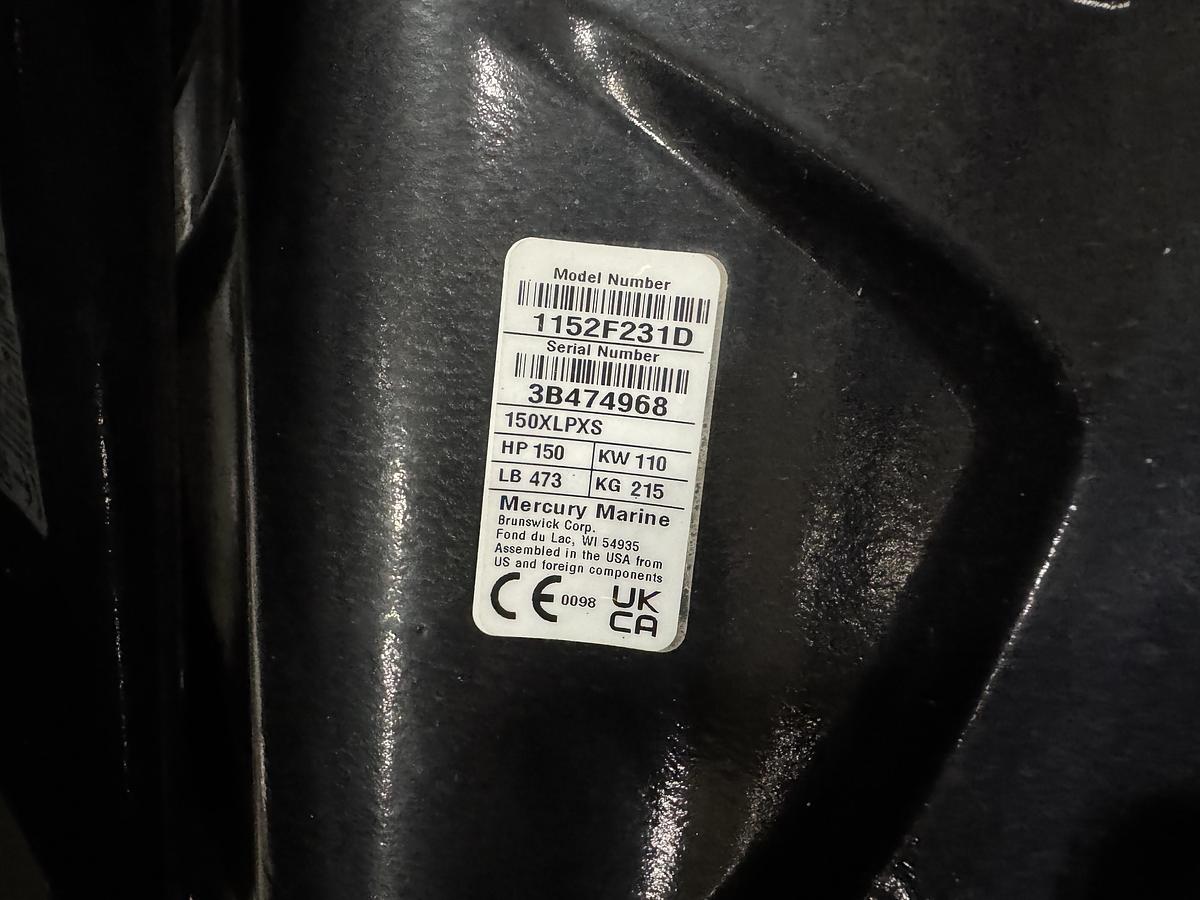 Model Number
1152F231D
Serial Number
3B474968
150XLPXS
HP 150 KW 110
LB 473 KG 215
Mercury Marine
Brunswick Corp.
Fond du Lac, WI 54935
Assembled in the USA from
US and foreign components
CE 0098 UK
CA